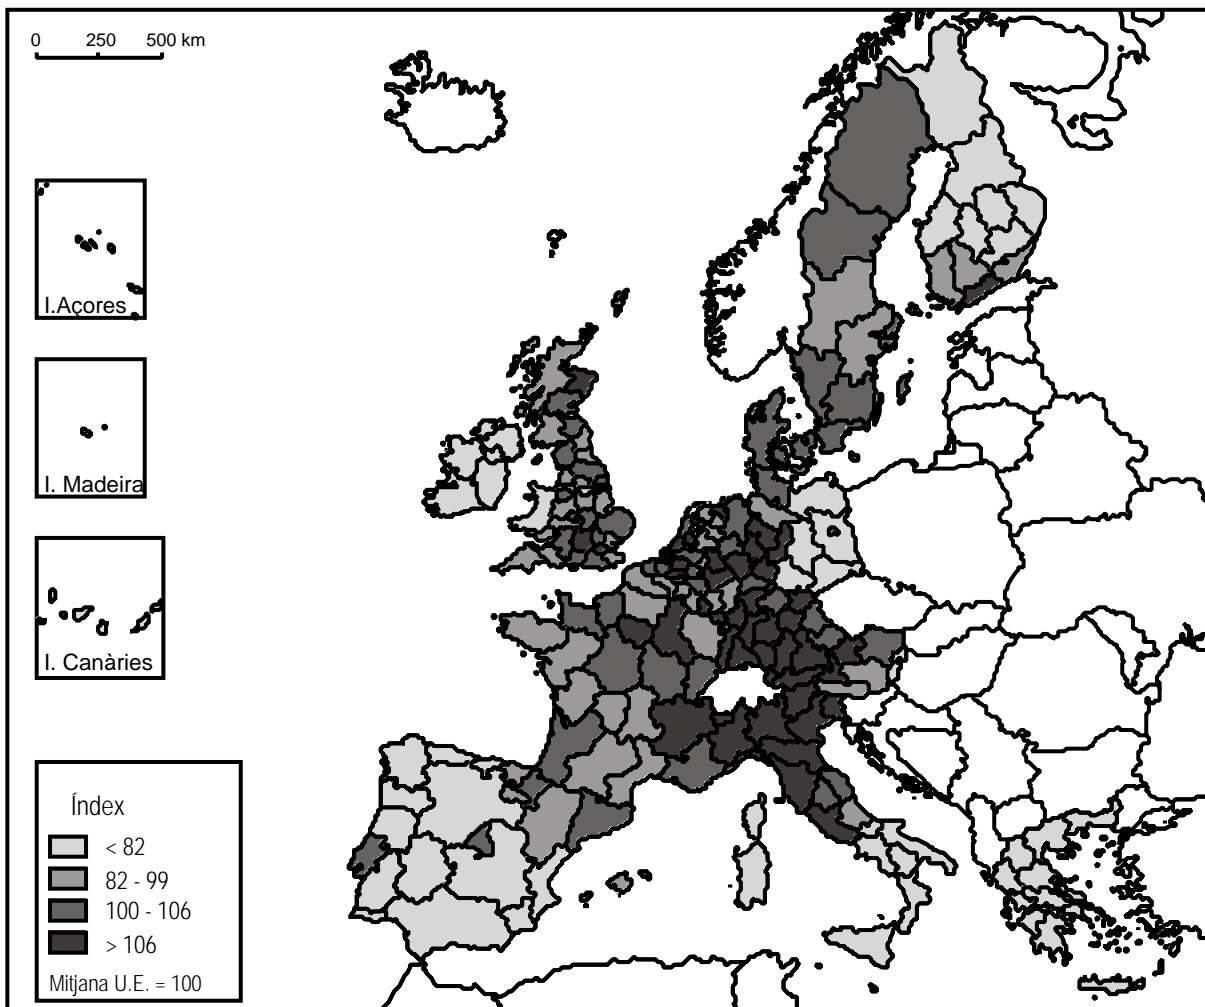 0 250 500 km
I.Açores
I. Madeira
I. Canàries
Índex
< 82
82 - 99
100 - 106
> 106
Mitjana U.E. = 100